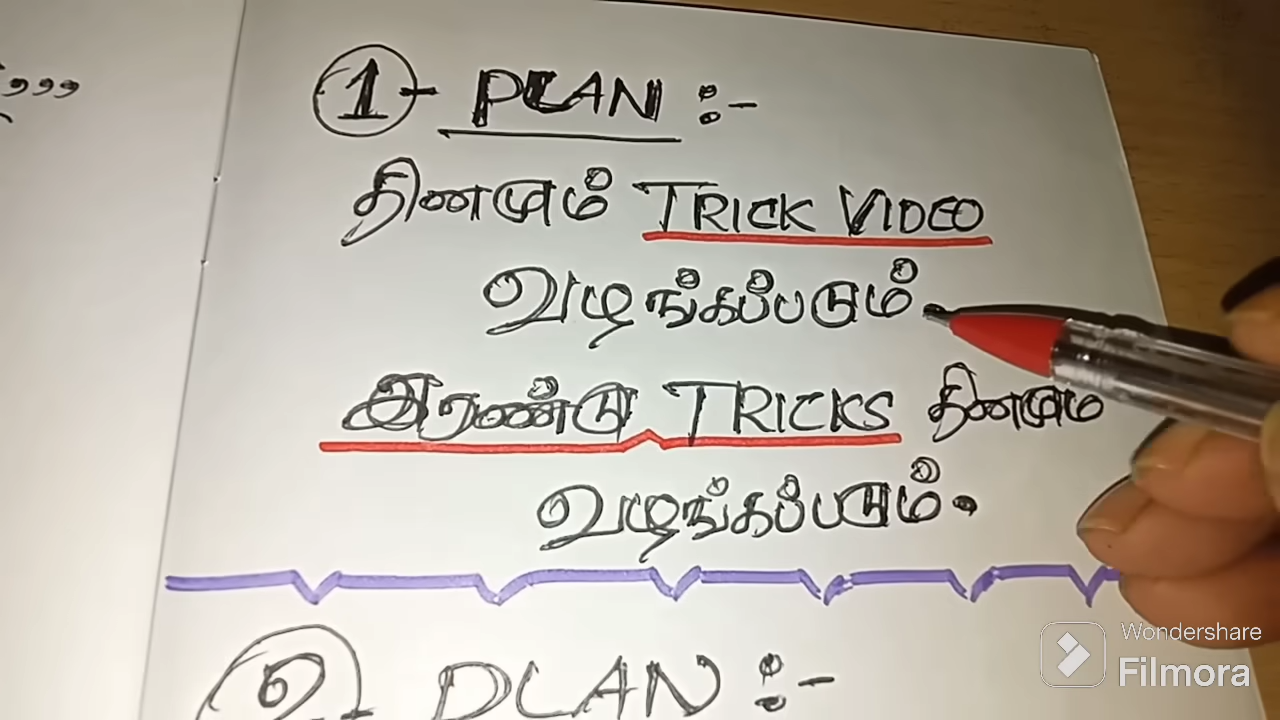 ① - PLAN :-
தினமும் TRICK VIDEO
வழங்கப்படும்.
இரண்டு TRICKS தினமும்
வழங்கப்படும்.
② - PLAN :-
Wondershare
Filmora